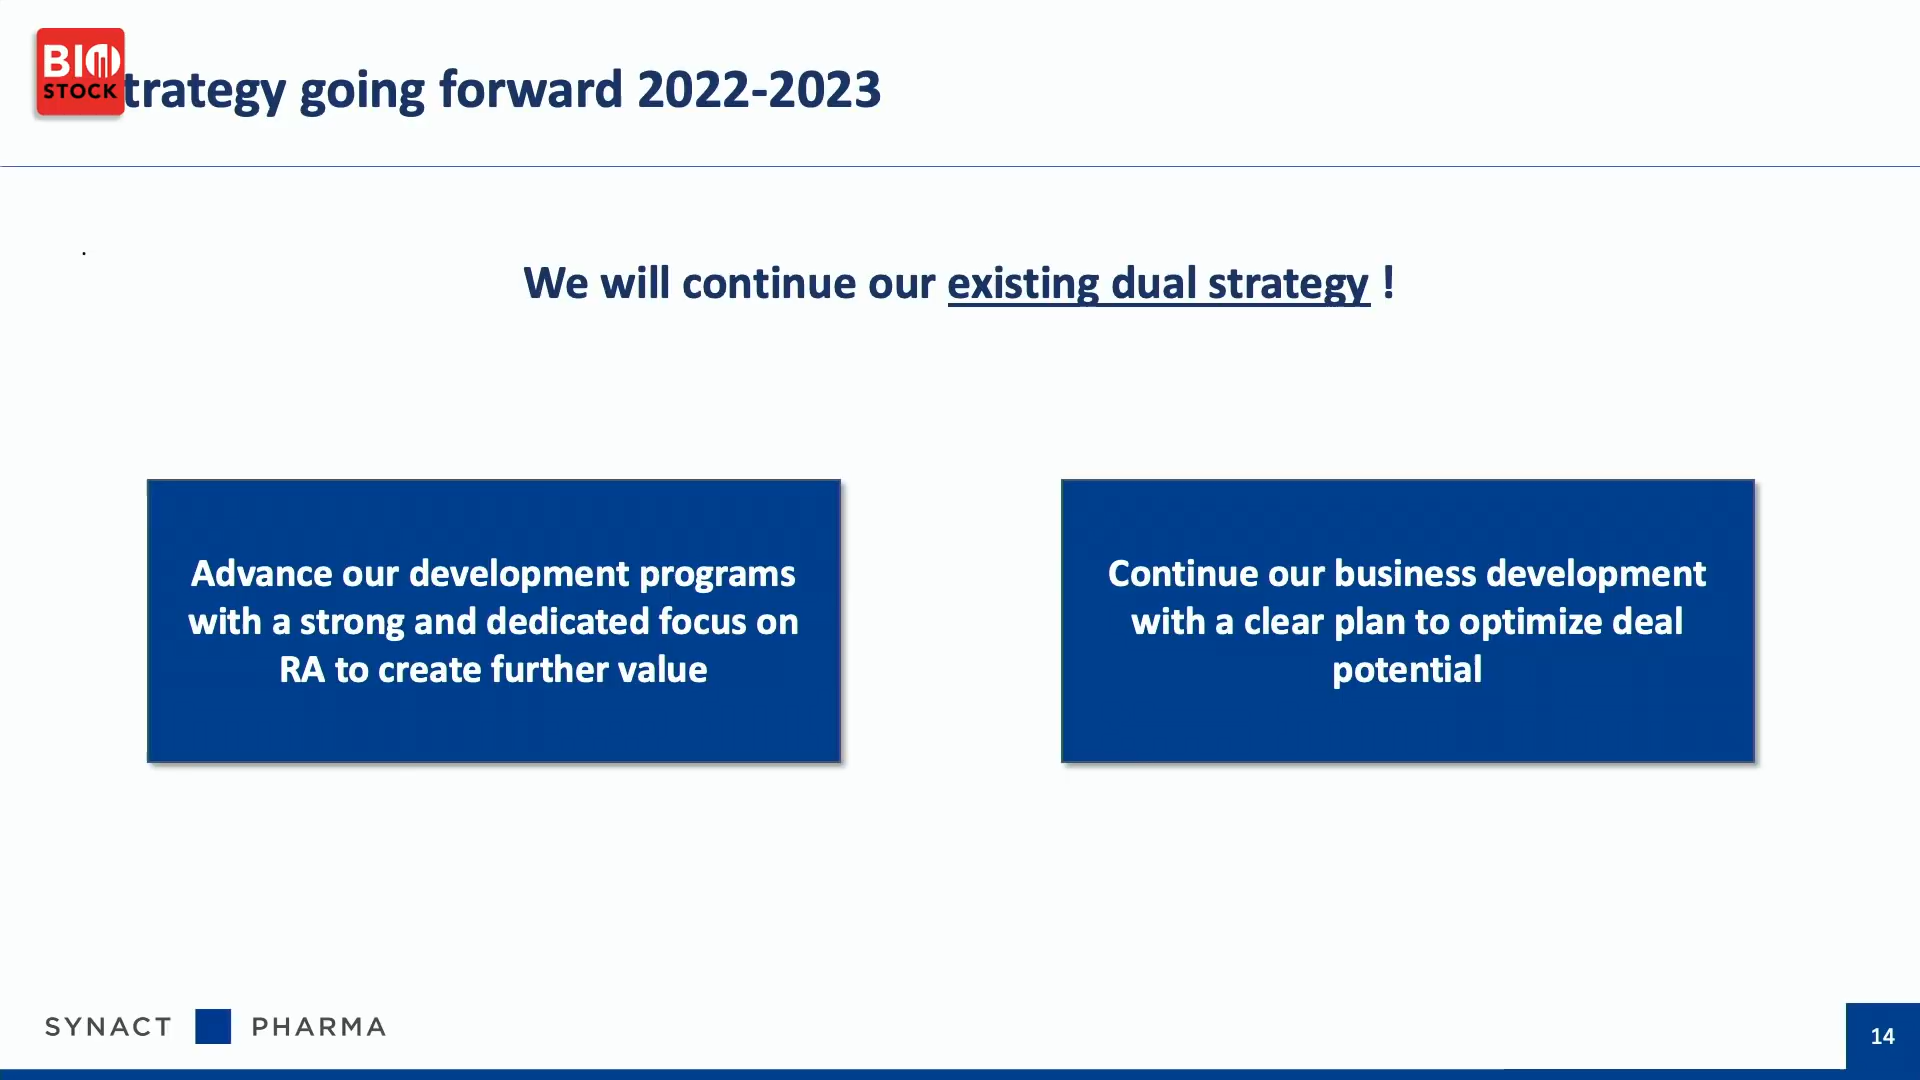 BIO
STOCK
trategy going forward 2022-2023
.
We will continue our existing dual strategy !
Advance our development programs
with a strong and dedicated focus on
RA to create further value
Continue our business development
with a clear plan to optimize deal
potential
SYNACT PHARMA
14